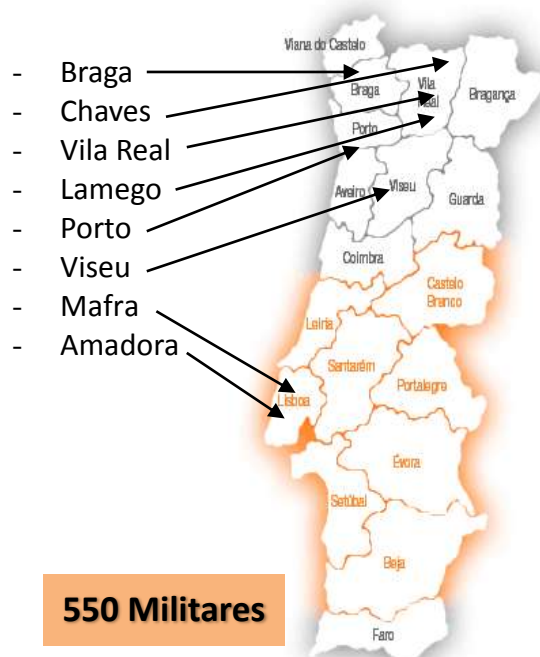 - Braga
- Chaves
- Vila Real
- Lamego
- Porto
- Viseu
- Mafra
- Amadora
Viana do Castelo
Braga
Vila
Real
Bragança
Porto
Aveiro
Viseu
Guarda
Coimbra
Castelo
Branco
Leiria
Santarém
Lisboa
Portalegre
Évora
Setúbal
Beja
Faro
550 Militares